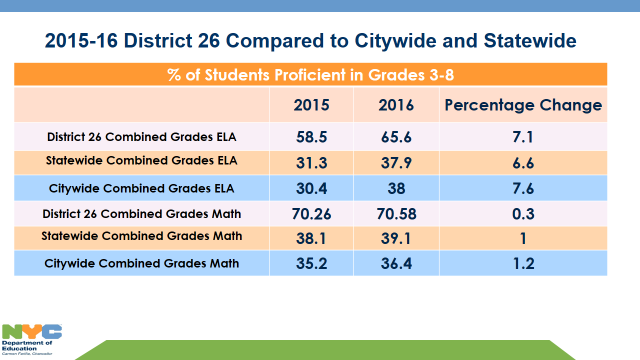 2015-16 District 26 Compared to Citywide and Statewide
% of Students Proficient in Grades 3-8
2015 2016 Percentage Change
District 26 Combined Grades ELA 58.5 65.6 7.1
Statewide Combined Grades ELA 31.3 37.9 6.6
Citywide Combined Grades ELA 30.4 38 7.6
District 26 Combined Grades Math 70.26 70.58 0.3
Statewide Combined Grades Math 38.1 39.1 1
Citywide Combined Grades Math 35.2 36.4 1.2
NYC
Department of
Education
Carmen Fariña, Chancellor